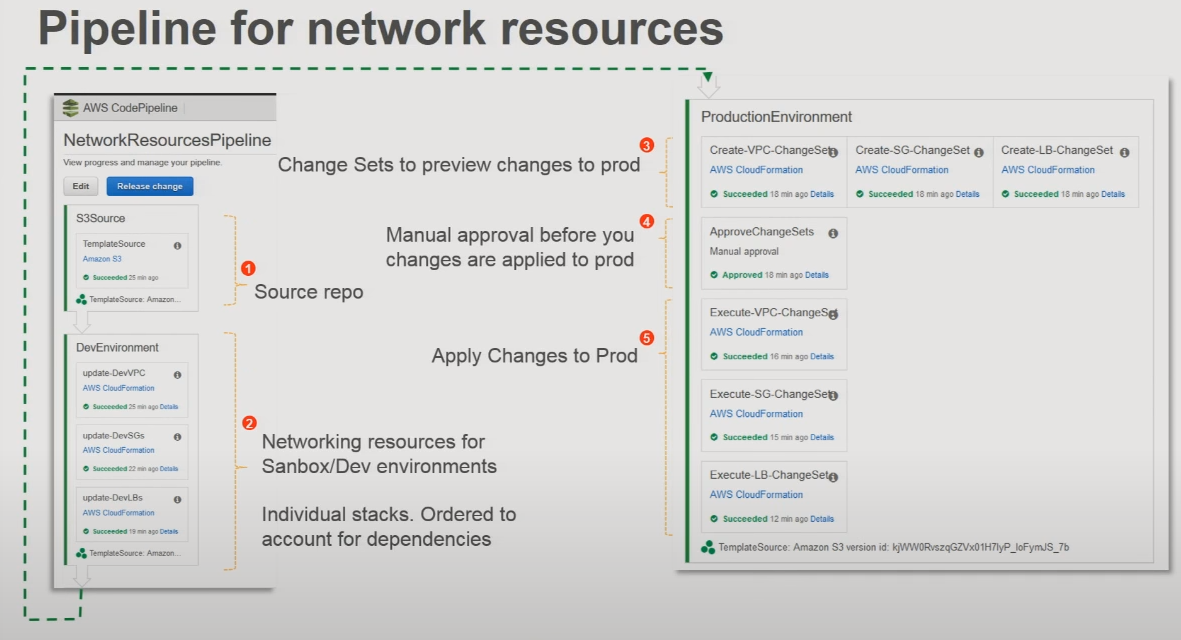 Pipeline for network resources
AWS CodePipeline
NetworkResourcesPipeline
View progress and manage your pipeline.
Edit
Release change
S3Source
TemplateSource
Amazon S3
Succeeded 25 min ago
TemplateSource: Amazon...
1
Source repo
DevEnvironment
update-DevVPC
AWS CloudFormation
Succeeded 25 min ago Details
update-DevSGs
AWS CloudFormation
Succeeded 22 min ago Details
update-DevLBs
AWS CloudFormation
Succeeded 19 min ago Details
TemplateSource: Amazon...
2
Networking resources for
Sanbox/Dev environments
Individual stacks. Ordered to
account for dependencies
3
Change Sets to preview changes to prod
4
Manual approval before you
changes are applied to prod
5
Apply Changes to Prod
ProductionEnvironment
Create-VPC-ChangeSet
AWS CloudFormation
Succeeded 18 min ago Details
Create-SG-ChangeSet
AWS CloudFormation
Succeeded 18 min ago Details
Create-LB-ChangeSet
AWS CloudFormation
Succeeded 18 min ago Details
ApproveChangeSets
Manual approval
Approved 18 min ago Details
Execute-VPC-ChangeSet
AWS CloudFormation
Succeeded 16 min ago Details
Execute-SG-ChangeSet
AWS CloudFormation
Succeeded 15 min ago Details
Execute-LB-ChangeSet
AWS CloudFormation
Succeeded 12 min ago Details
TemplateSource: Amazon S3 version id: